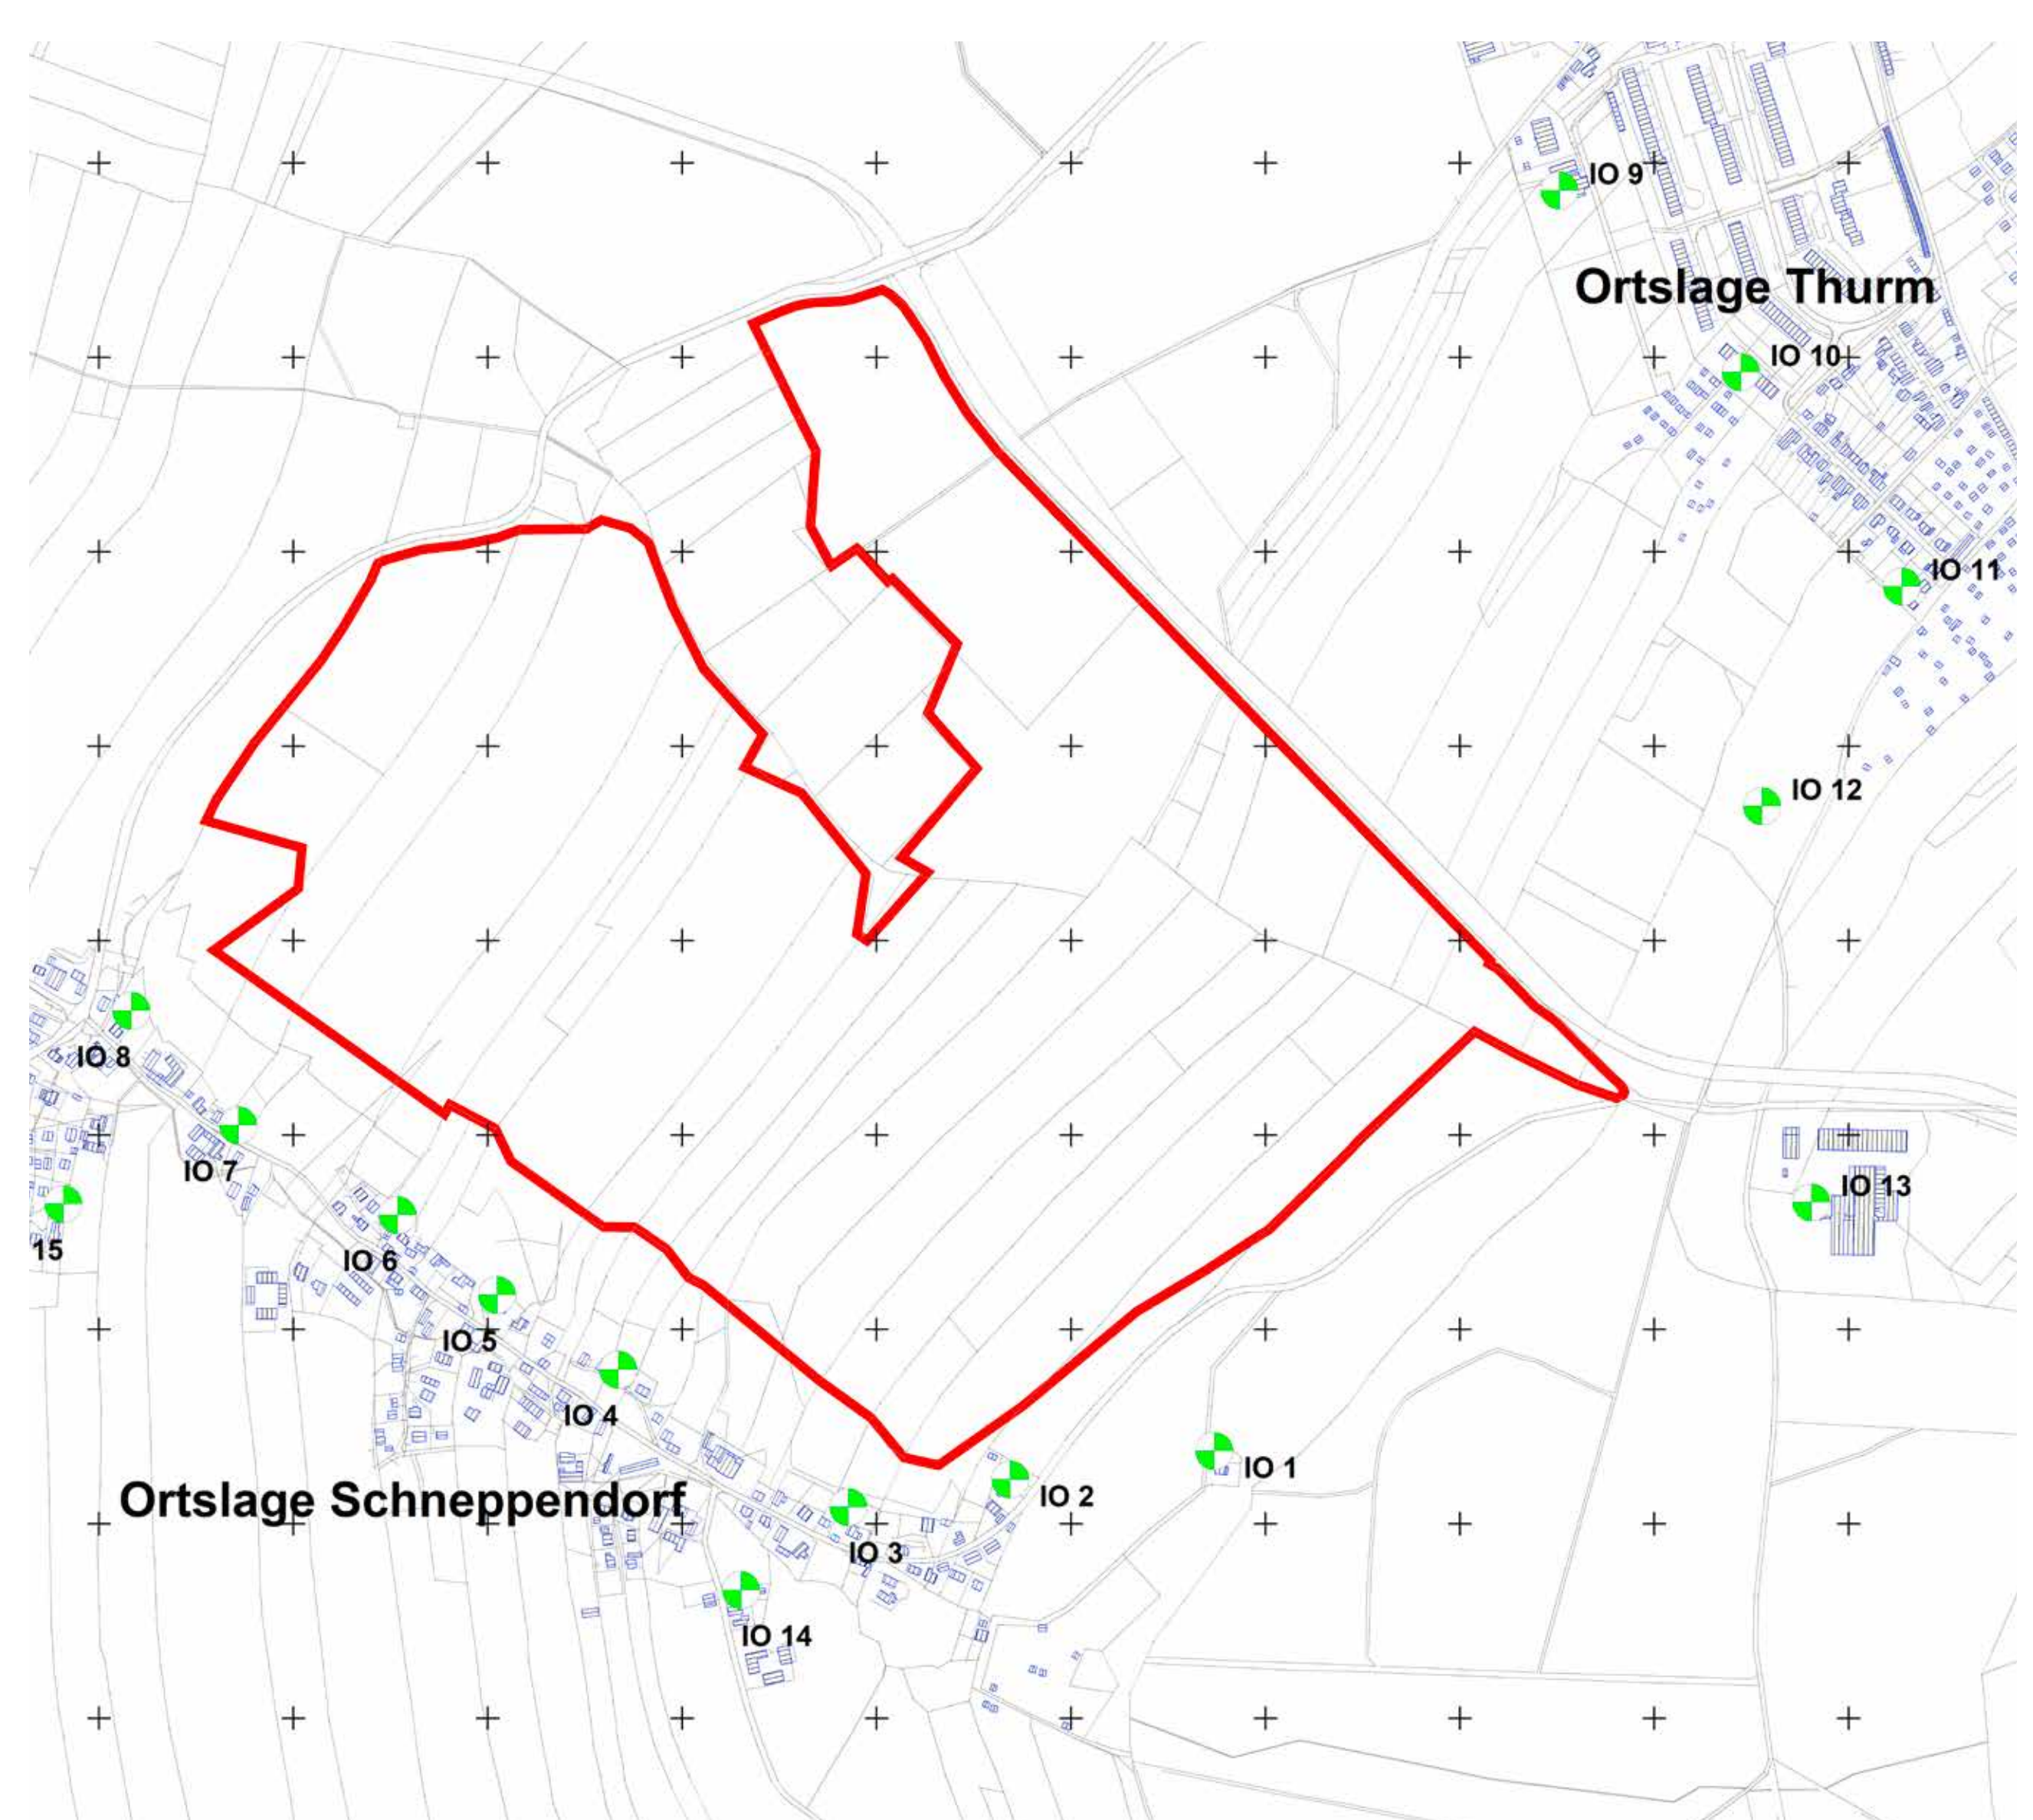 IO 9
Ortslage Thurm
IO 10
IO 11
IO 12
IO 8
IO 7
IO 13
15
IO 6
IO 5
IO 4
IO 1
IO 2
Ortslage Schneppendorf
IO 3
IO 14